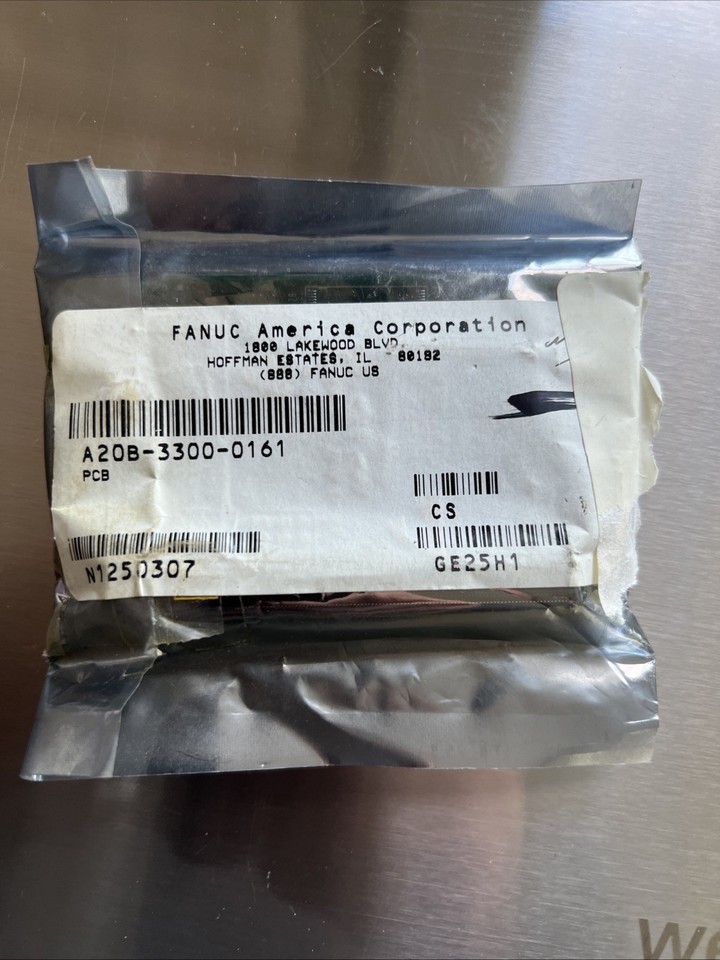 FANUC America Corporation
1800 LAKEWOOD BLVD.
HOFFMAN ESTATES, IL 60192
(888) FANUC US
A20B-3300-0161
PCB
CS
N1250307
GE25H1
We